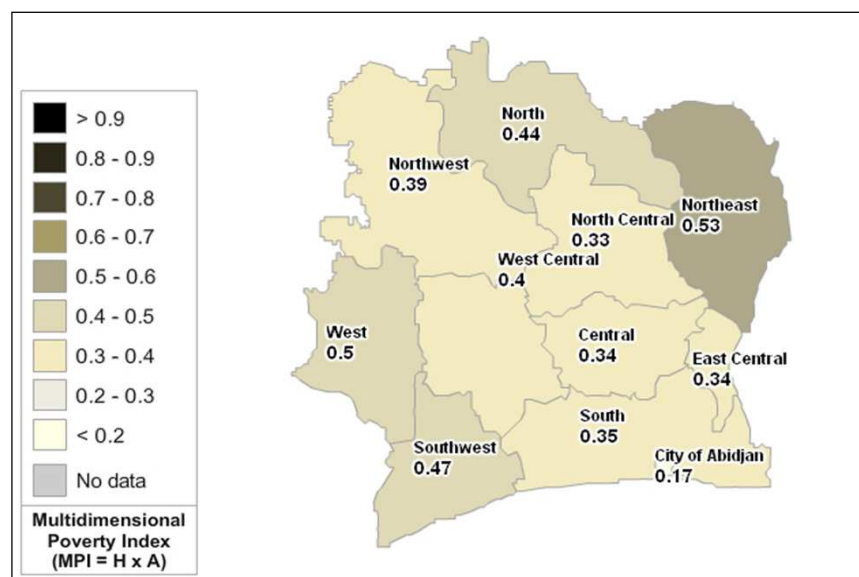 > 0.9
0.8 - 0.9
0.7 - 0.8
0.6 - 0.7
0.5 - 0.6
0.4 - 0.5
0.3 - 0.4
0.2 - 0.3
< 0.2
No data
Multidimensional
Poverty Index
(MPI = H x A)
North
0.44
Northwest
0.39
Northeast
0.53
North Central
0.33
West Central
0.4
West
0.5
Central
0.34
East Central
0.34
South
0.35
Southwest
0.47
City of Abidjan
0.17